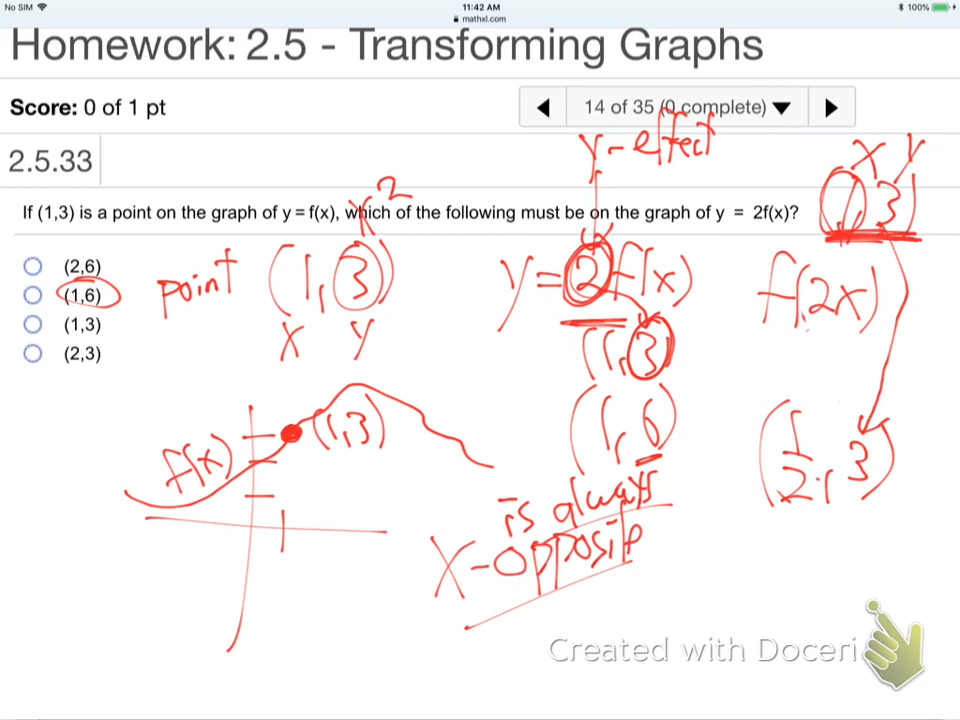 No SIM
11:42 AM
100%
mathxl.com
Homework: 2.5 - Transforming Graphs
Score: 0 of 1 pt
14 of 35 (0 complete)
y-effect
2.5.33
x y
(1,3)
x2
If (1,3) is a point on the graph of y = f(x), which of the following must be on the graph of y = 2f(x)?
(2,6)
(1,6)
(1,3)
(2,3)
point (1,3)
x y
y=2f(x)
f(2x)
(1,3)
(1,6)
(1/2,3)
f(x)
(1,3)
is always
x-opposite
Created with Doceri